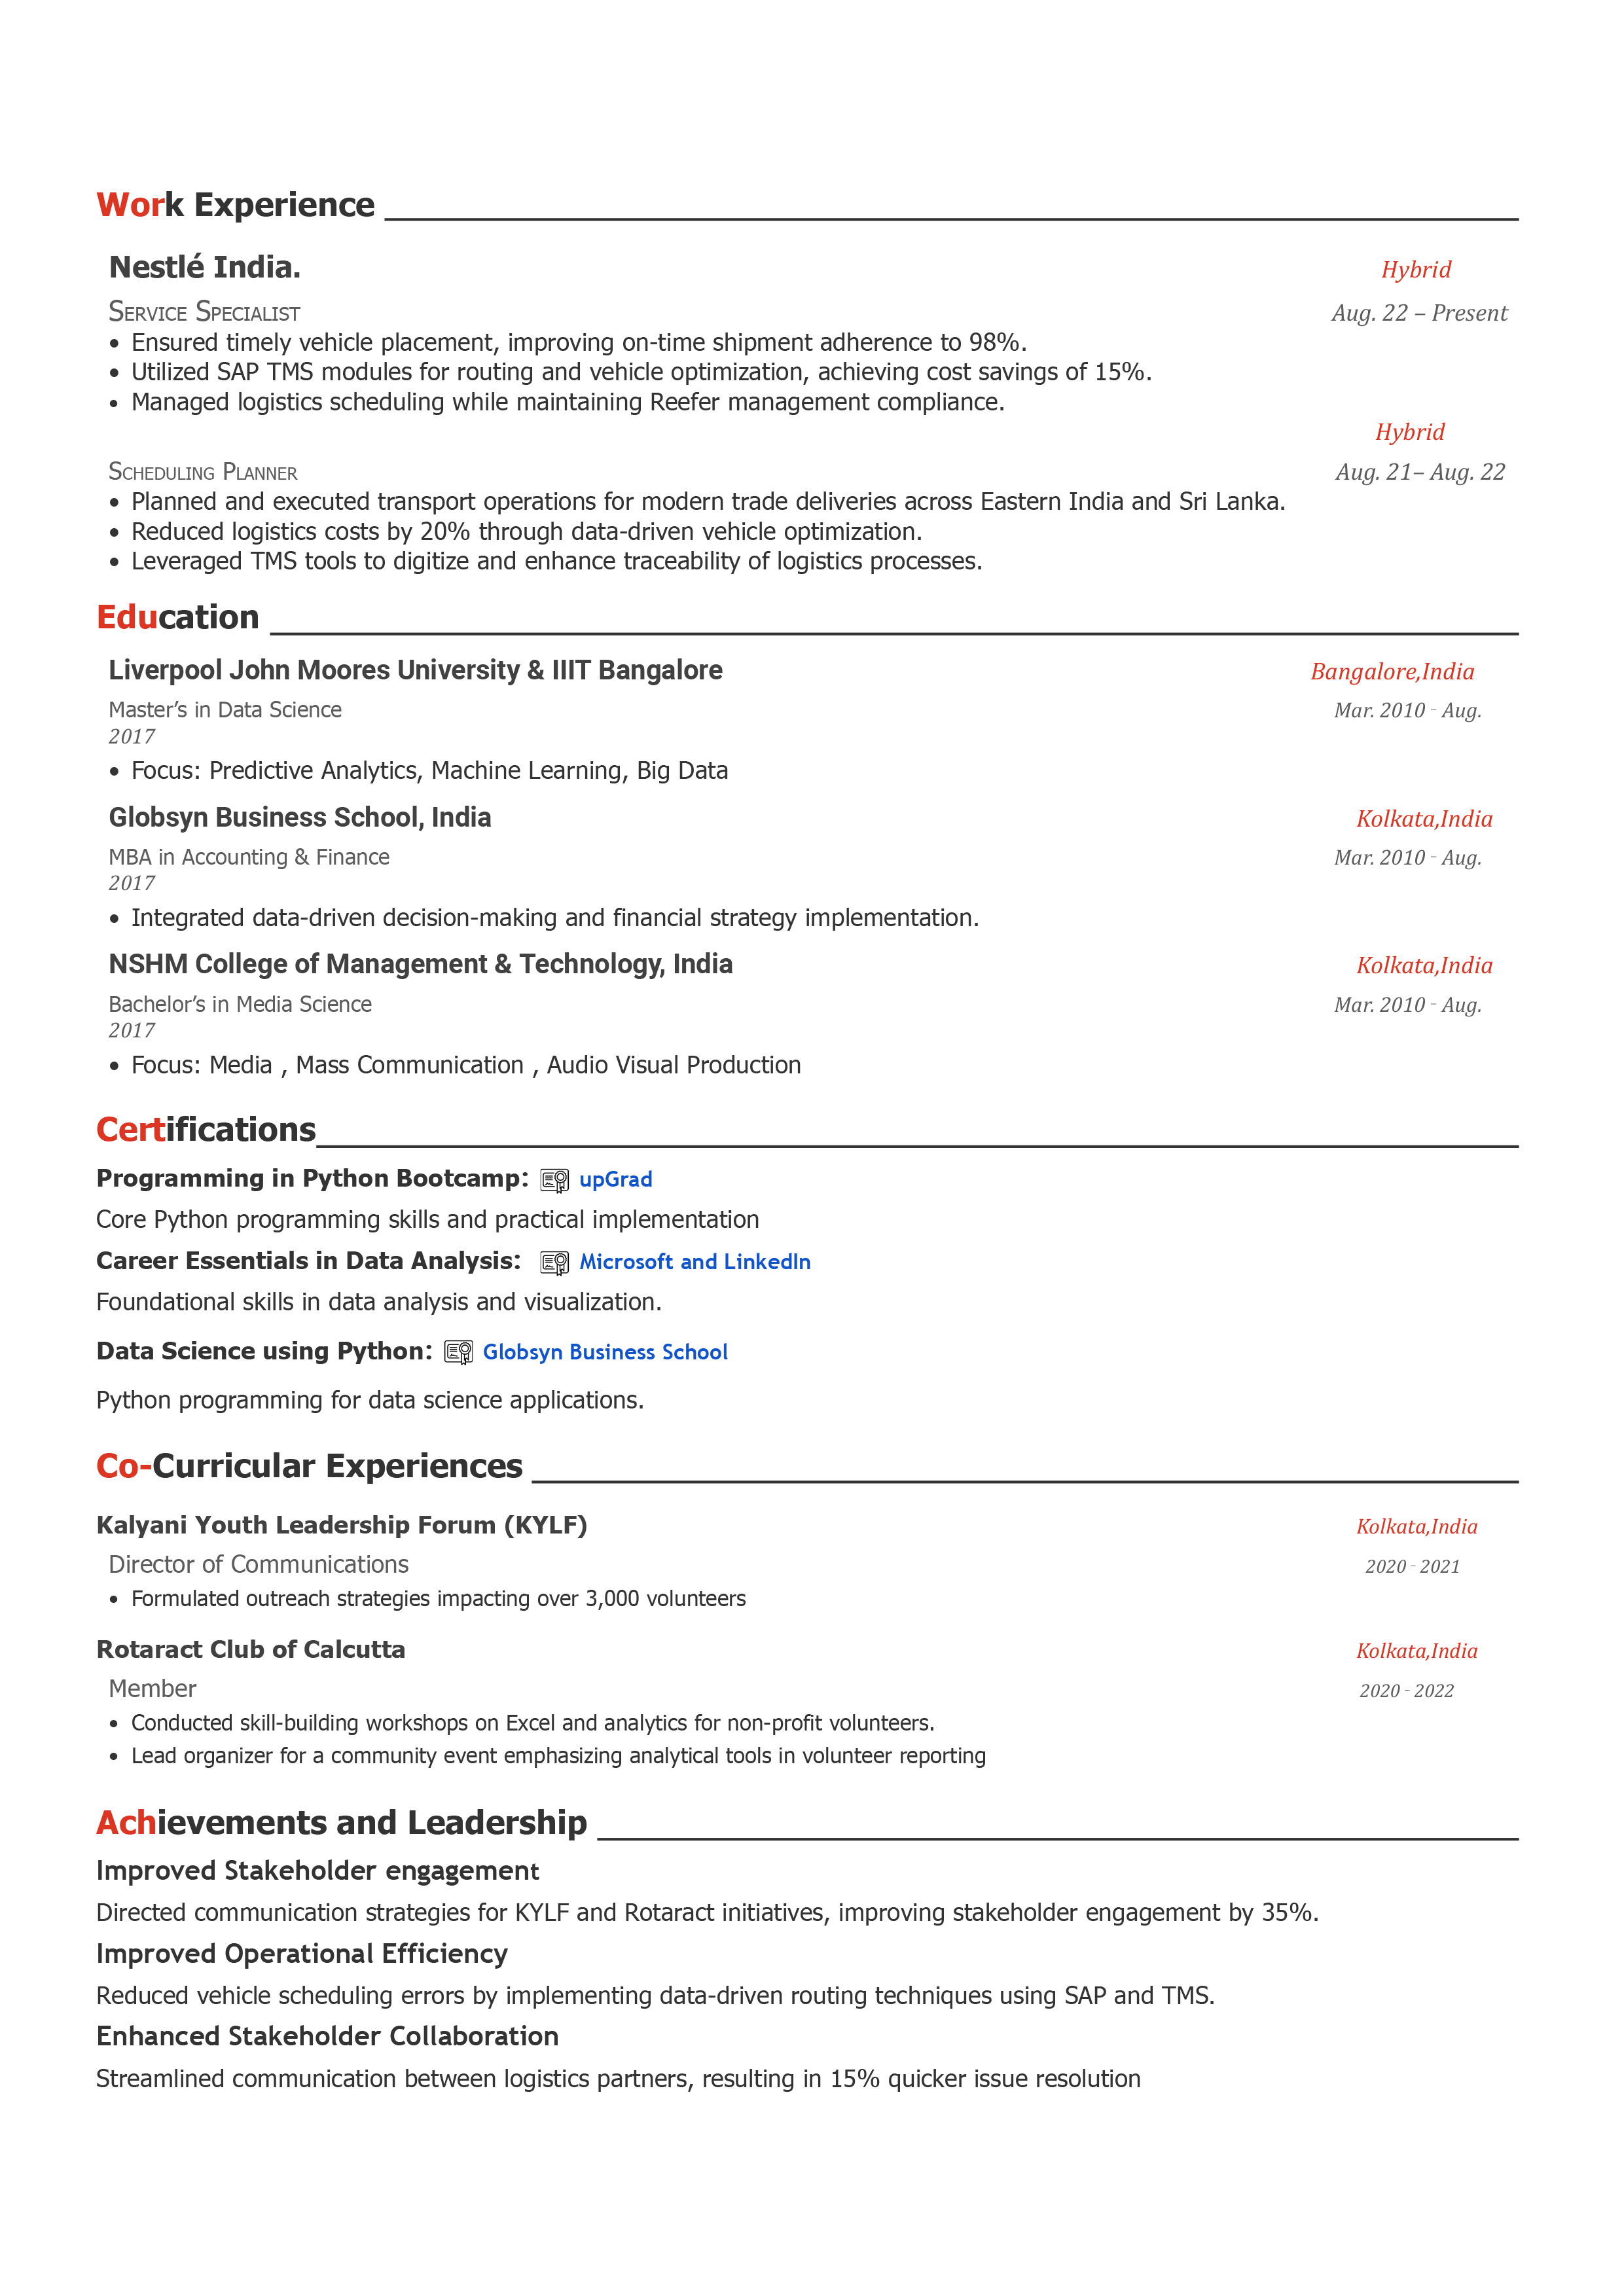 Work Experience
Nestlé India. Hybrid
Service Specialist Aug. 22 – Present
• Ensured timely vehicle placement, improving on-time shipment adherence to 98%.
• Utilized SAP TMS modules for routing and vehicle optimization, achieving cost savings of 15%.
• Managed logistics scheduling while maintaining Reefer management compliance.
Hybrid
Scheduling Planner Aug. 21– Aug. 22
• Planned and executed transport operations for modern trade deliveries across Eastern India and Sri Lanka.
• Reduced logistics costs by 20% through data-driven vehicle optimization.
• Leveraged TMS tools to digitize and enhance traceability of logistics processes.
Education
Liverpool John Moores University & IIIT Bangalore Bangalore,India
Master’s in Data Science Mar. 2010 - Aug.
2017
• Focus: Predictive Analytics, Machine Learning, Big Data
Globsyn Business School, India Kolkata,India
MBA in Accounting & Finance Mar. 2010 - Aug.
2017
• Integrated data-driven decision-making and financial strategy implementation.
NSHM College of Management & Technology, India Kolkata,India
Bachelor’s in Media Science Mar. 2010 - Aug.
2017
• Focus: Media , Mass Communication , Audio Visual Production
Certifications
Programming in Python Bootcamp: upGrad
Core Python programming skills and practical implementation
Career Essentials in Data Analysis: Microsoft and LinkedIn
Foundational skills in data analysis and visualization.
Data Science using Python: Globsyn Business School
Python programming for data science applications.
Co-Curricular Experiences
Kalyani Youth Leadership Forum (KYLF) Kolkata,India
Director of Communications 2020 - 2021
• Formulated outreach strategies impacting over 3,000 volunteers
Rotaract Club of Calcutta Kolkata,India
Member 2020 - 2022
• Conducted skill-building workshops on Excel and analytics for non-profit volunteers.
• Lead organizer for a community event emphasizing analytical tools in volunteer reporting
Achievements and Leadership
Improved Stakeholder engagement
Directed communication strategies for KYLF and Rotaract initiatives, improving stakeholder engagement by 35%.
Improved Operational Efficiency
Reduced vehicle scheduling errors by implementing data-driven routing techniques using SAP and TMS.
Enhanced Stakeholder Collaboration
Streamlined communication between logistics partners, resulting in 15% quicker issue resolution